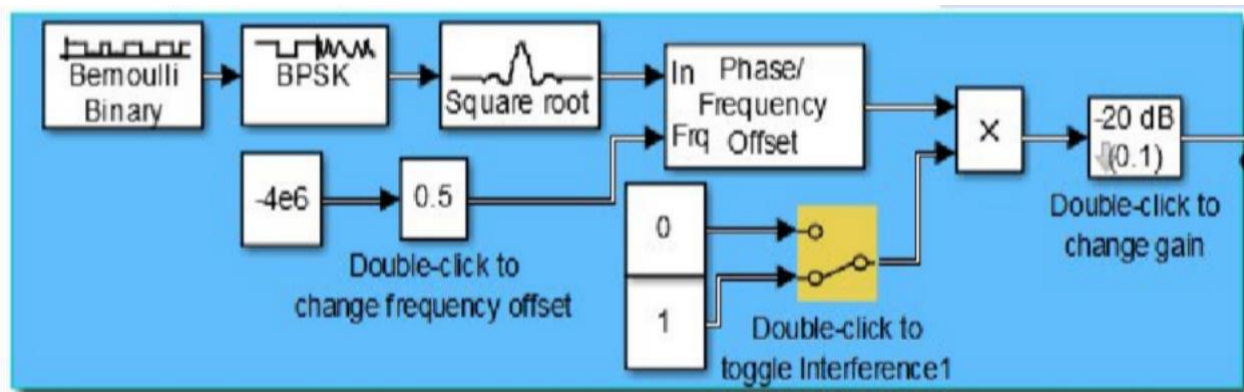 Bernoulli
Binary
BPSK
Square root
In Phase/
Frequency
Frq Offset
-4e6
0.5
Double-click to
change frequency offset
0
1
Double-click to
toggle Interference1
X
-20 dB
(0.1)
Double-click to
change gain